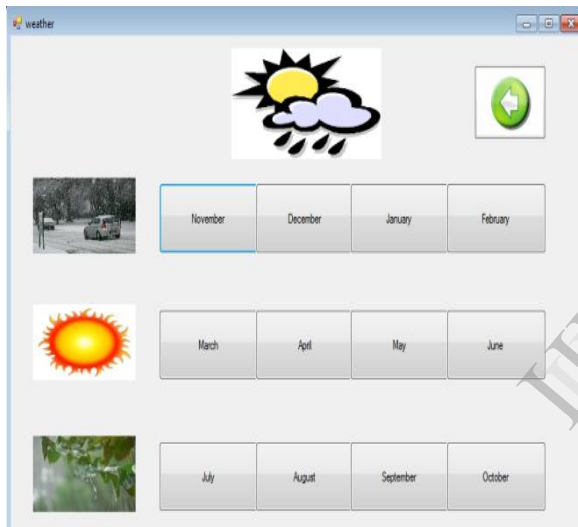 weather
November December January February
March April May June
July August September October